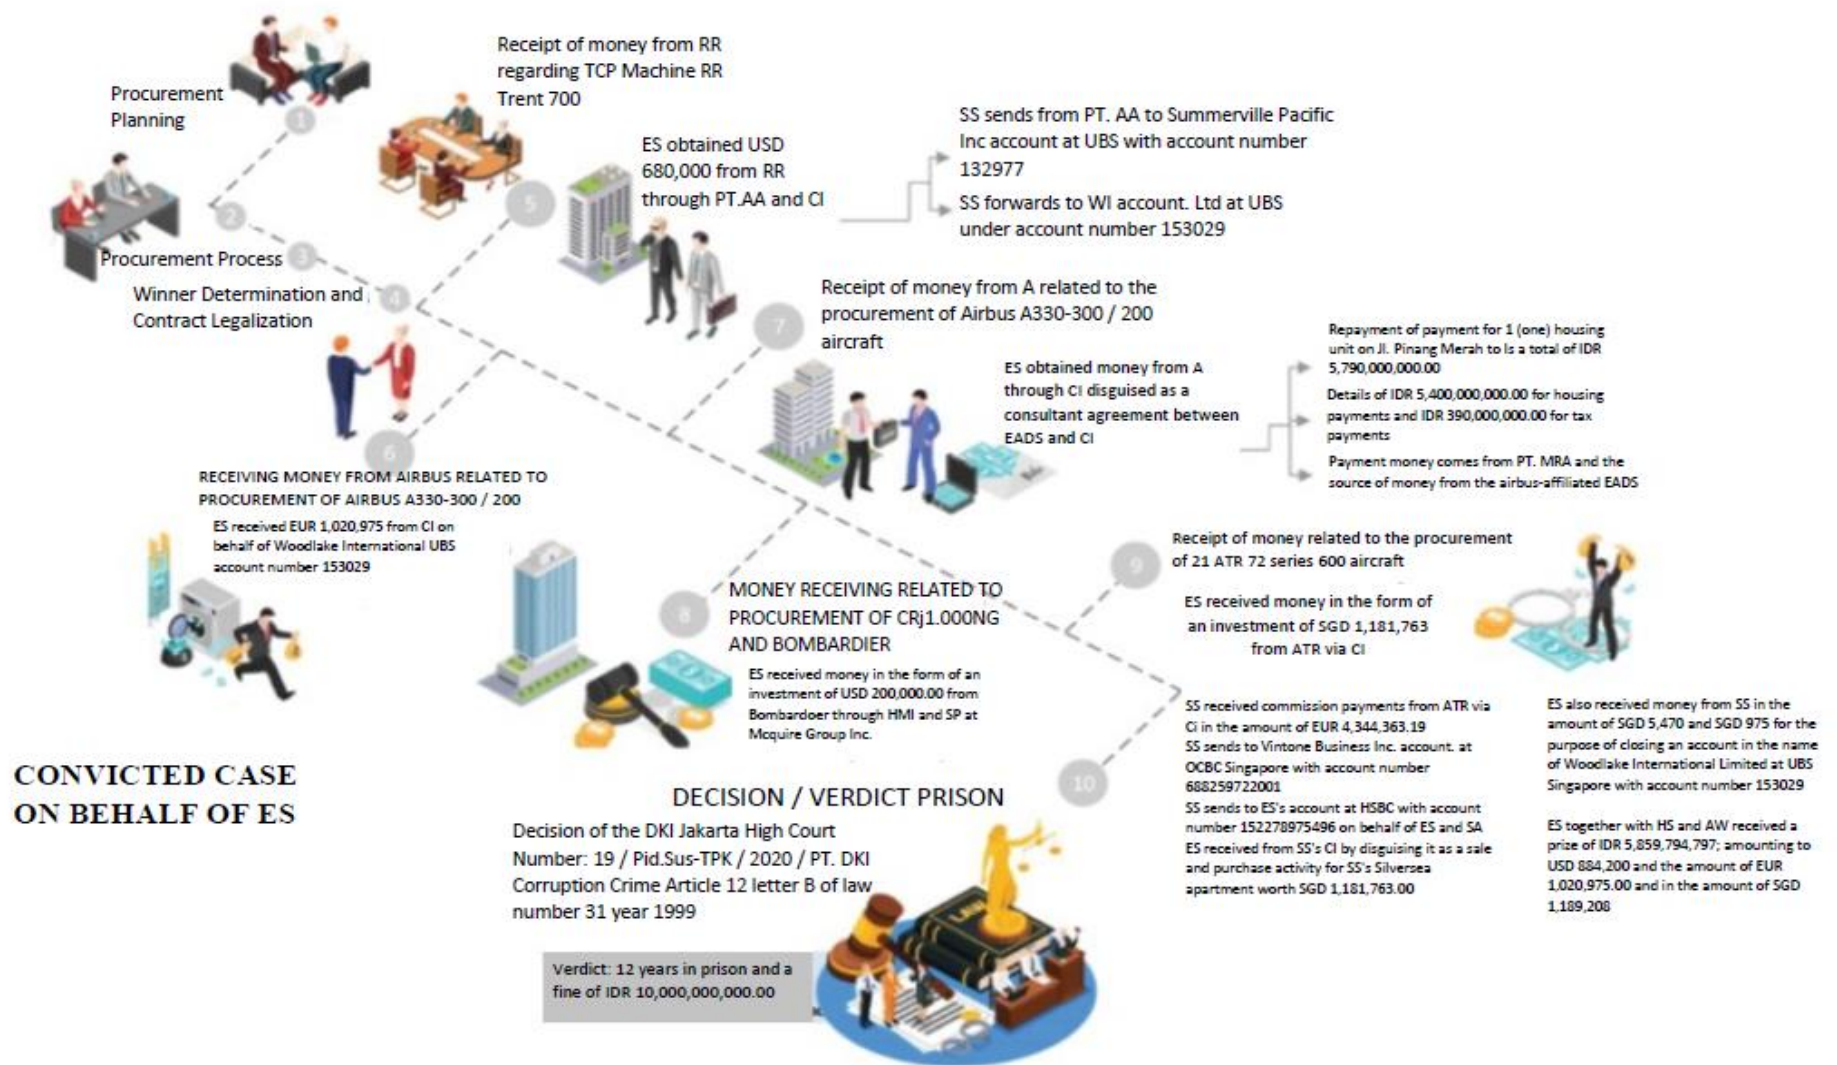 Procurement
Planning
1
2
Procurement Process
3
Winner Determination and
Contract Legalization
4
Receipt of money from RR
regarding TCP Machine RR
Trent 700
5
ES obtained USD
680,000 from RR
through PT.AA and CI
SS sends from PT. AA to Summerville Pacific
Inc account at UBS with account number
132977
SS forwards to WI account. Ltd at UBS
under account number 153029
6
RECEIVING MONEY FROM AIRBUS RELATED TO
PROCUREMENT OF AIRBUS A330-300 / 200
ES received EUR 1,020,975 from CI on
behalf of Woodlake International UBS
account number 153029
7
Receipt of money from A related to the
procurement of Airbus A330-300 / 200
aircraft
ES obtained money from A
through CI disguised as a
consultant agreement between
EADS and CI
Repayment of payment for 1 (one) housing
unit on Jl. Pinang Merah to Is a total of IDR
5,790,000,000.00
Details of IDR 5,400,000,000.00 for housing
payments and IDR 390,000,000.00 for tax
payments
Payment money comes from PT. MRA and the
source of money from the airbus-affiliated EADS
8
MONEY RECEIVING RELATED TO
PROCUREMENT OF CRj1.000NG
AND BOMBARDIER
ES received money in the form of an
investment of USD 200,000.00 from
Bombardoer through HMI and SP at
Mcquire Group Inc.
9
Receipt of money related to the procurement
of 21 ATR 72 series 600 aircraft
ES received money in the form of
an investment of SGD 1,181,763
from ATR via CI
SS received commission payments from ATR via
Ci in the amount of EUR 4,344,363.19
SS sends to Vintone Business Inc. account. at
OCBC Singapore with account number
688259722001
SS sends to ES's account at HSBC with account
number 152278975496 on behalf of ES and SA
ES received from SS's CI by disguising it as a sale
and purchase activity for SS's Silversea
apartment worth SGD 1,181,763.00
ES also received money from SS in the
amount of SGD 5,470 and SGD 975 for the
purpose of closing an account in the name
of Woodlake International Limited at UBS
Singapore with account number 153029
ES together with HS and AW received a
prize of IDR 5,859,794,797; amounting to
USD 884,200 and the amount of EUR
1,020,975.00 and in the amount of SGD
1,189,208
10
DECISION / VERDICT PRISON
Decision of the DKI Jakarta High Court
Number: 19 / Pid.Sus-TPK / 2020 / PT. DKI
Corruption Crime Article 12 letter B of law
number 31 year 1999
Verdict: 12 years in prison and a
fine of IDR 10,000,000,000.00
LAW
CONVICTED CASE
ON BEHALF OF ES